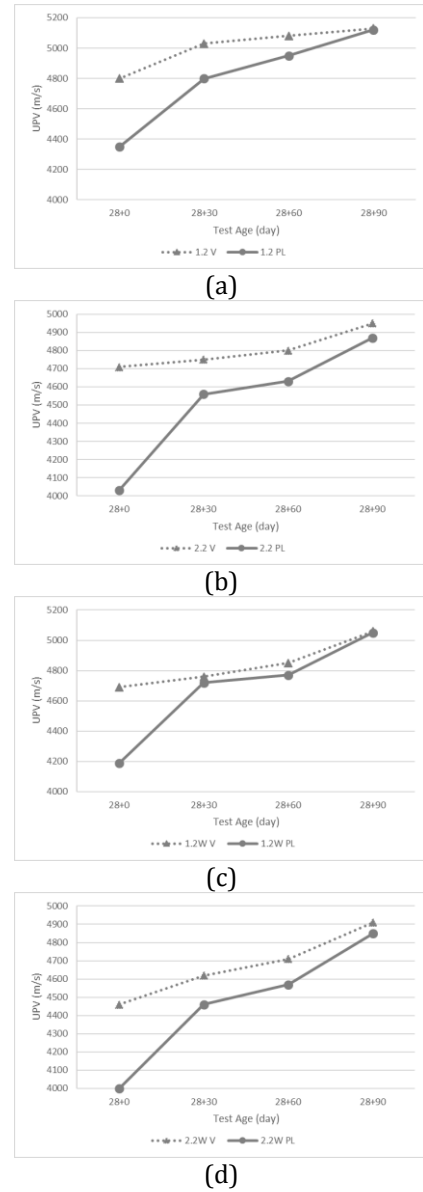 5200
5000
4800
4600
4400
4200
4000
UPV (m/s)
28+0 28+30 28+60 28+90
Test Age (day)
1.2 V 1.2 PL
(a)
5000
4900
4800
4700
4600
4500
4400
4300
4200
4100
4000
UPV (m/s)
28+0 28+30 28+60 28+90
Test Age (day)
2.2 V 2.2 PL
(b)
5200
5000
4800
4600
4400
4200
4000
UPV (m/s)
28+0 28+30 28+60 28+90
Test Age (day)
1.2W V 1.2W PL
(c)
5000
4900
4800
4700
4600
4500
4400
4300
4200
4100
4000
UPV (m/s)
28+0 28+30 28+60 28+90
Test Age (day)
2.2W V 2.2W PL
(d)